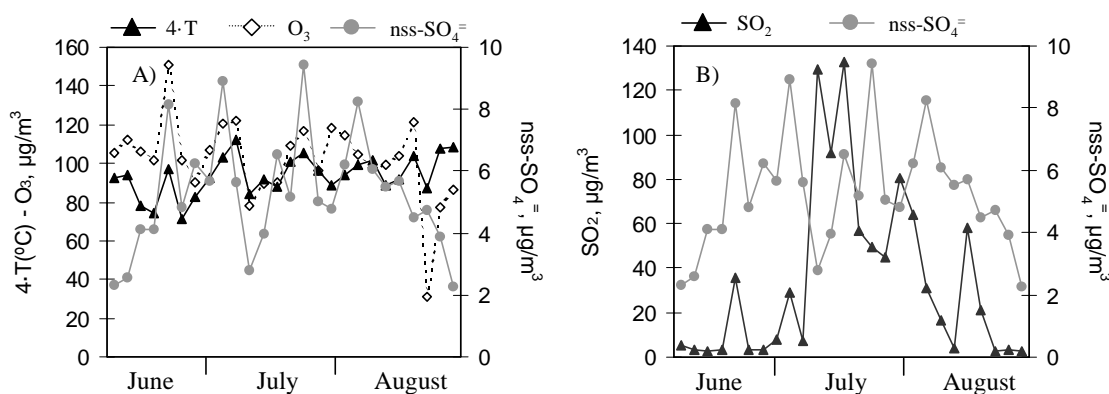 4·T O₃ nss-SO₄⁼
A)
4·T(ºC) - O₃, µg/m³
160
140
120
100
80
60
40
20
0
10
8
6
4
2
0
nss-SO₄⁼, µg/m³
June July August
SO₂ nss-SO₄⁼
B)
SO₂, µg/m³
140
120
100
80
60
40
20
0
10
8
6
4
2
0
nss-SO₄⁼, µg/m³
June July August